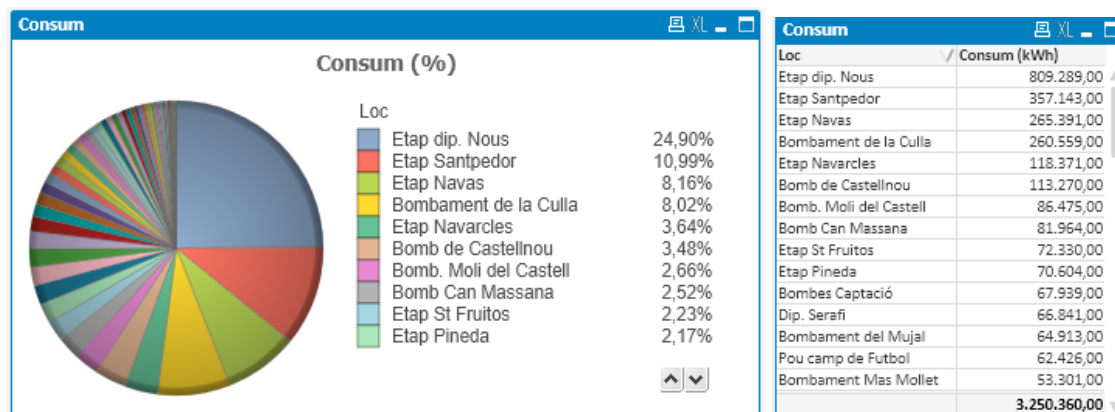 Consum XL
Consum (%)
Loc
Etap dip. Nous 24,90%
Etap Santpedor 10,99%
Etap Navas 8,16%
Bombament de la Culla 8,02%
Etap Navarcles 3,64%
Bomb de Castellnou 3,48%
Bomb. Moli del Castell 2,66%
Bomb Can Massana 2,52%
Etap St Fruitos 2,23%
Etap Pineda 2,17%
Consum XL
Loc Consum (kWh)
Etap dip. Nous 809.289,00
Etap Santpedor 357.143,00
Etap Navas 265.391,00
Bombament de la Culla 260.559,00
Etap Navarcles 118.371,00
Bomb de Castellnou 113.270,00
Bomb. Moli del Castell 86.475,00
Bomb Can Massana 81.964,00
Etap St Fruitos 72.330,00
Etap Pineda 70.604,00
Bombes Captació 67.939,00
Dip. Serafi 66.841,00
Bombament del Mujal 64.913,00
Pou camp de Futbol 62.426,00
Bombament Mas Mollet 53.301,00
3.250.360,00